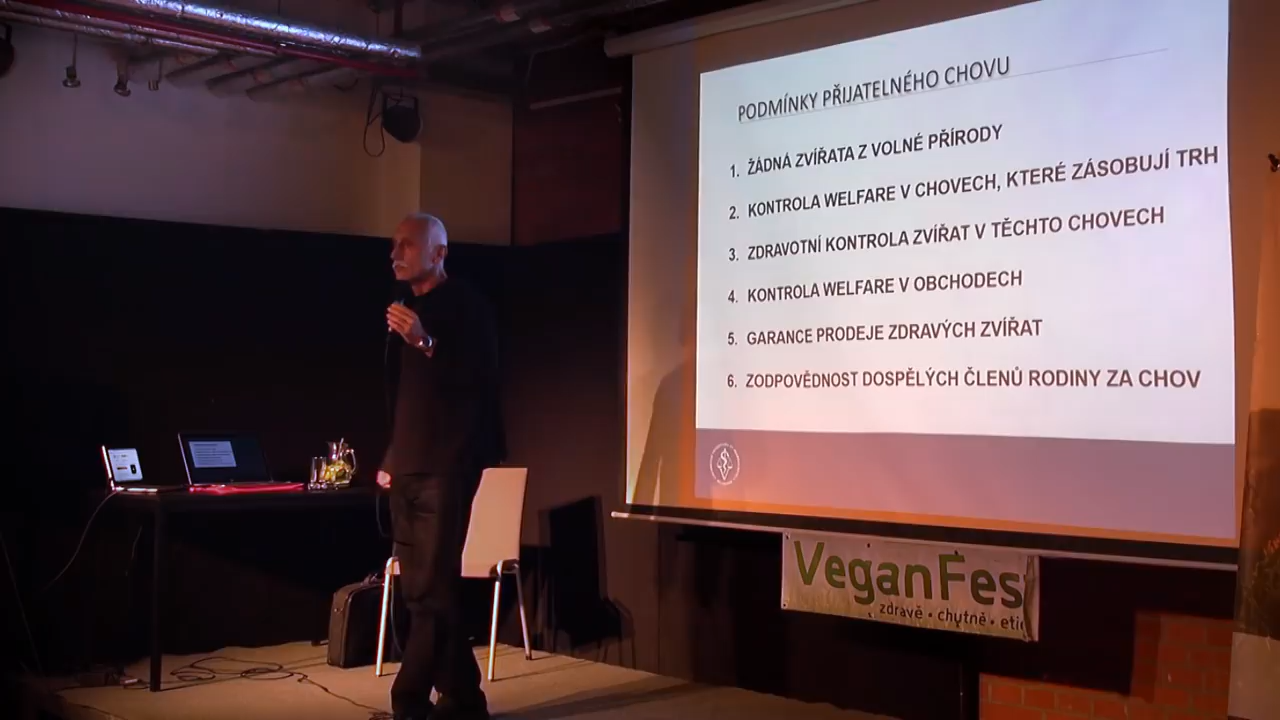 PODMÍNKY PŘIJATELNÉHO CHOVU
1. ŽÁDNÁ ZVÍŘATA Z VOLNÉ PŘÍRODY
2. KONTROLA WELFARE V CHOVECH, KTERÉ ZÁSOBUJÍ TRH
3. ZDRAVOTNÍ KONTROLA ZVÍŘAT V TĚCHTO CHOVECH
4. KONTROLA WELFARE V OBCHODECH
5. GARANCE PRODEJE ZDRAVÝCH ZVÍŘAT
6. ZODPOVĚDNOST DOSPĚLÝCH ČLENŮ RODINY ZA CHOV
VeganFes
zdravě • chutně • etic